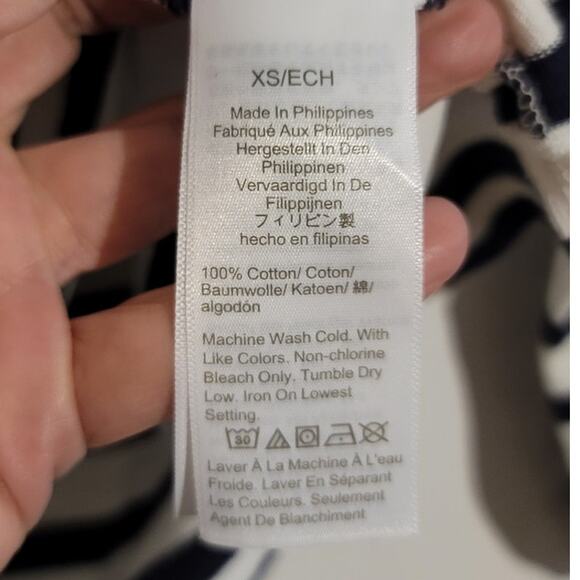 XS/ECH
Made In Philippines
Fabriqué Aux Philippines
Hergestellt In Den
Philippinen
Vervaardigd In De
Filippijnen
フィリピン製
hecho en filipinas
100% Cotton/ Coton/
Baumwolle/ Katoen/ 綿/
algodón
Machine Wash Cold. With
Like Colors. Non-chlorine
Bleach Only. Tumble Dry
Low. Iron On Lowest
Setting.
30
Laver À La Machine À L'eau
Froide. Laver En Séparant
Les Couleurs. Seulement
Agent De Blanchiment